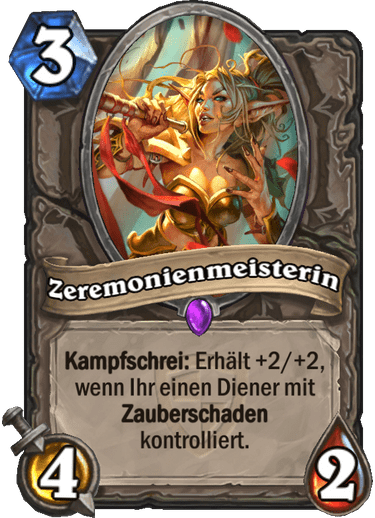 3
Zeremonienmeisterin
Kampfschrei: Erhält +2/+2,
wenn Ihr einen Diener mit
Zauberschaden
kontrolliert.
4
2